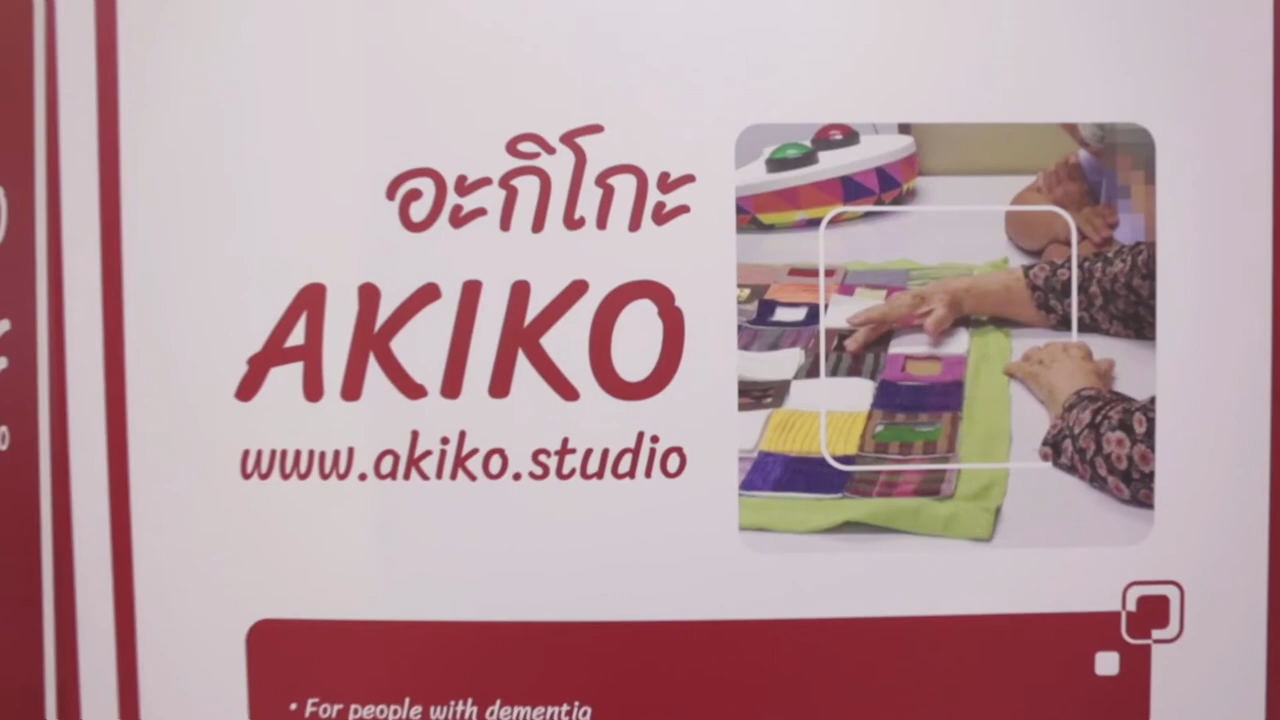 อะกิโกะ
AKIKO
www.akiko.studio
• For people with dementia